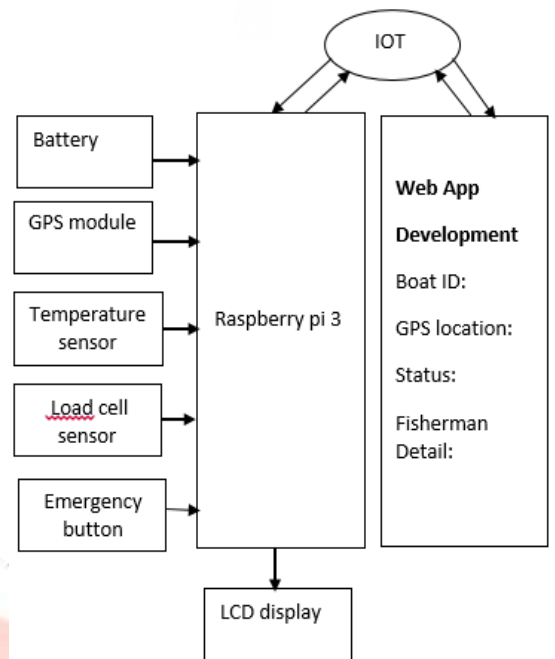 IOT
Battery
GPS module
Temperature
sensor
Load cell
sensor
Emergency
button
Raspberry pi 3
LCD display
Web App
Development
Boat ID:
GPS location:
Status:
Fisherman
Detail: